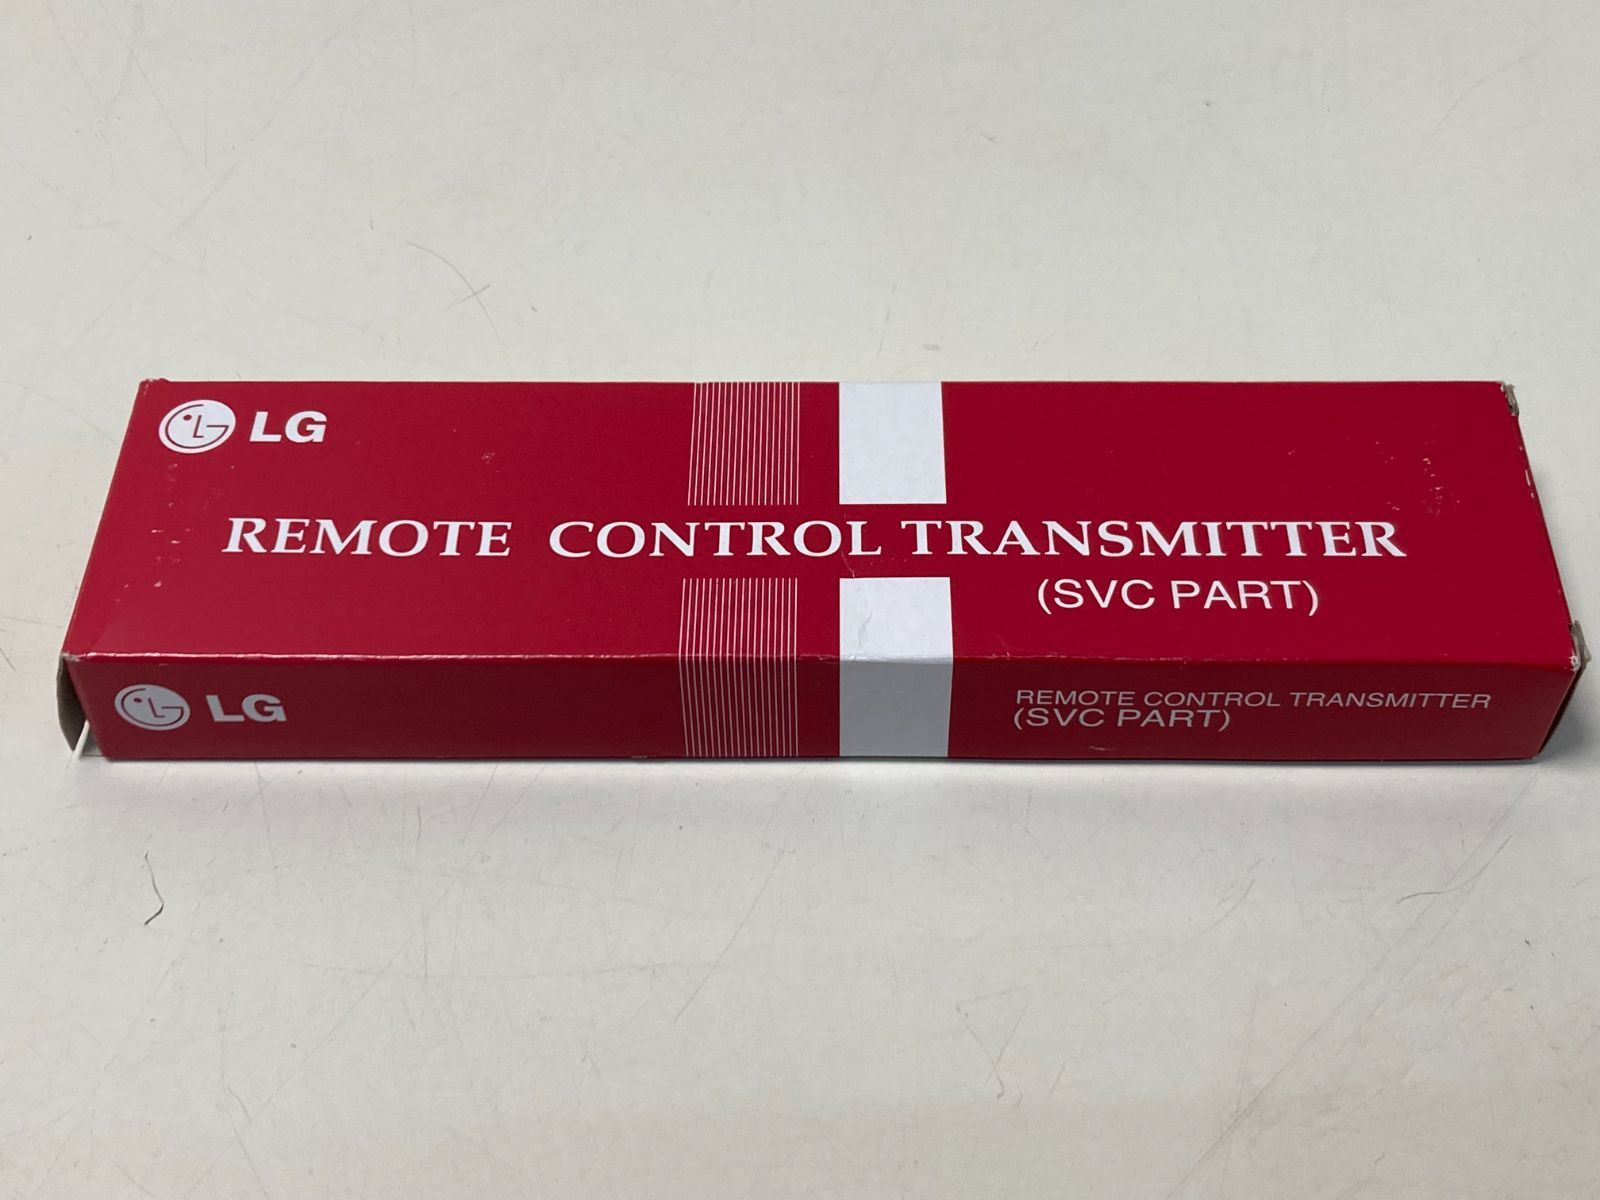 LG
REMOTE CONTROL TRANSMITTER
(SVC PART)
LG
REMOTE CONTROL TRANSMITTER
(SVC PART)